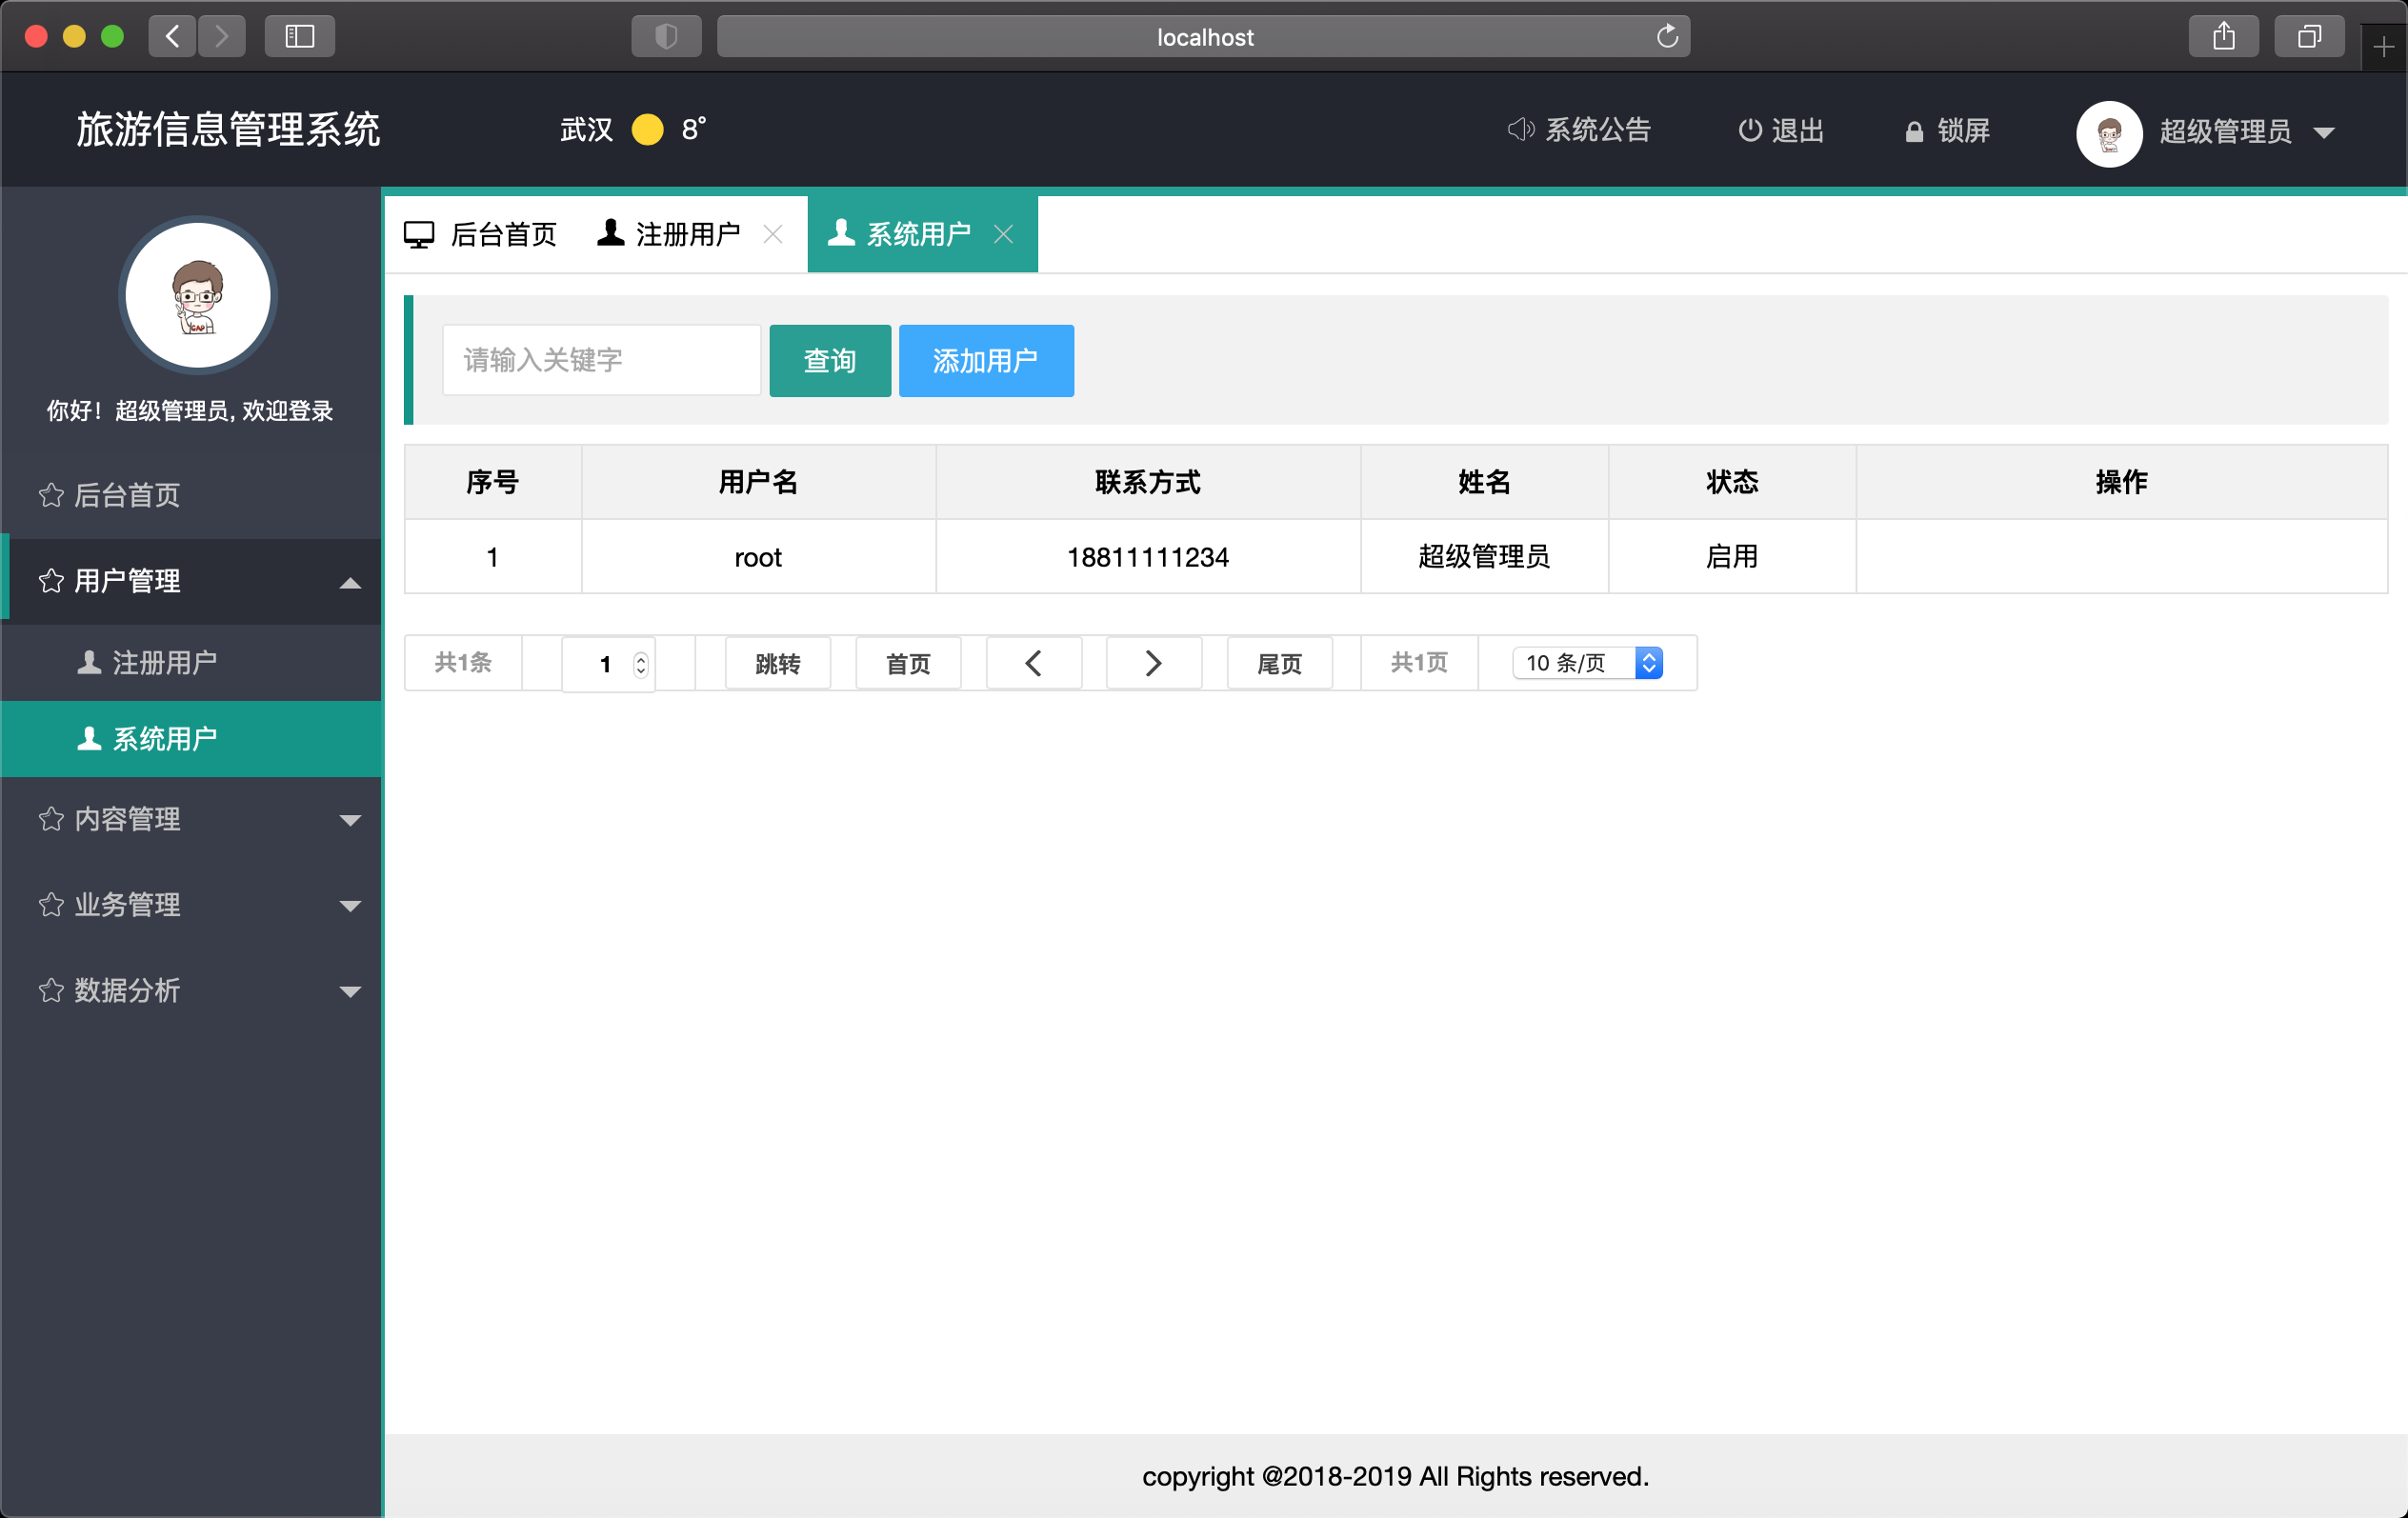 localhost
旅游信息管理系统 武汉 8° 系统公告 退出 锁屏 超级管理员
后台首页 注册用户 系统用户
请输入关键字 查询 添加用户
你好！超级管理员, 欢迎登录
后台首页
用户管理
注册用户
系统用户
内容管理
业务管理
数据分析
序号 用户名 联系方式 姓名 状态 操作
1 root 18811111234 超级管理员 启用
共1条 1 跳转 首页 尾页 共1页 10 条/页
copyright @2018-2019 All Rights reserved.